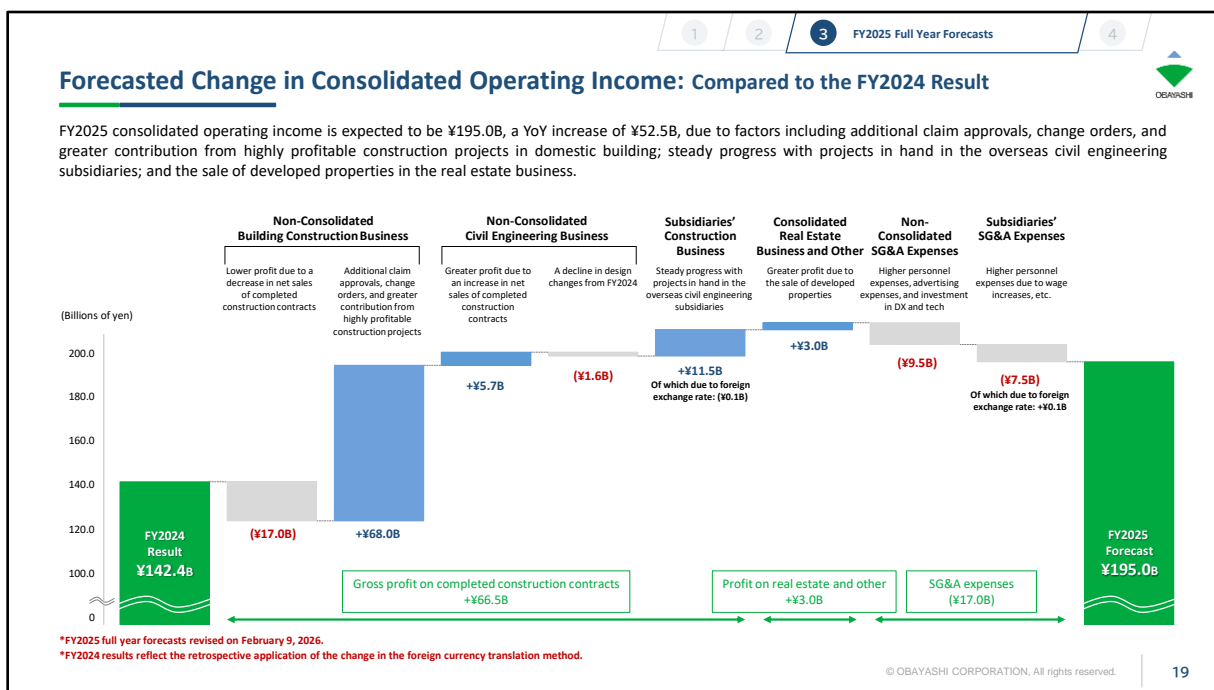 1
2
3
FY2025 Full Year Forecasts
4
Forecasted Change in Consolidated Operating Income: Compared to the FY2024 Result
OBAYASHI
FY2025 consolidated operating income is expected to be ¥195.0B, a YoY increase of ¥52.5B, due to factors including additional claim approvals, change orders, and
greater contribution from highly profitable construction projects in domestic building; steady progress with projects in hand in the overseas civil engineering
subsidiaries; and the sale of developed properties in the real estate business.
Non-Consolidated
Building Construction Business
Lower profit due to a
decrease in net sales
of completed
construction contracts
Additional claim
approvals, change
orders, and greater
contribution from
highly profitable
construction projects
Non-Consolidated
Civil Engineering Business
Greater profit due to
an increase in net
sales of completed
construction
contracts
A decline in design
changes from FY2024
Subsidiaries'
Construction
Business
Steady progress with
projects in hand in the
overseas civil engineering
subsidiaries
Consolidated
Real Estate
Business and Other
Greater profit due to
the sale of developed
properties
Non-
Consolidated
SG&A Expenses
Higher personnel
expenses, advertising
expenses, and investment
in DX and tech
Subsidiaries'
SG&A Expenses
Higher personnel
expenses due to wage
increases, etc.
(Billions of yen)
200.0
180.0
160.0
140.0
120.0
100.0
0
FY2024
Result
¥142.4B
(¥17.0B)
+¥68.0B
+¥5.7B
(¥1.6B)
+¥11.5B
Of which due to foreign
exchange rate: (¥0.1B)
+¥3.0B
(¥9.5B)
(¥7.5B)
Of which due to foreign
exchange rate: +¥0.1B
FY2025
Forecast
¥195.0B
Gross profit on completed construction contracts
+¥66.5B
Profit on real estate and other
+¥3.0B
SG&A expenses
(¥17.0B)
*FY2025 full year forecasts revised on February 9, 2026.
*FY2024 results reflect the retrospective application of the change in the foreign currency translation method.
© OBAYASHI CORPORATION, All rights reserved.
19